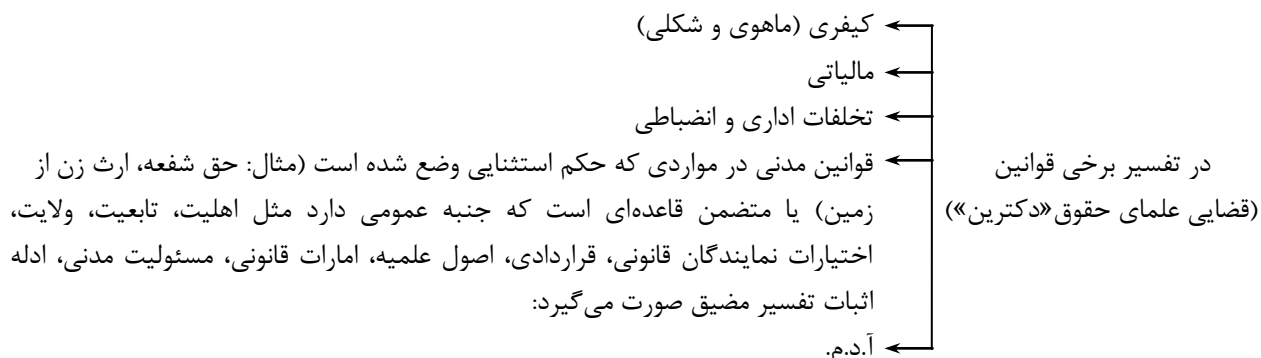 کیفری (ماهوی و شکلی)
مالیاتی
تخلفات اداری و انضباطی
در تفسیر برخی قوانین
(قضایی علمای حقوق«دکترین»)
قوانین مدنی در مواردی که حکم استثنایی وضع شده است (مثال: حق شفعه، ارث زن از
زمین) یا متضمن قاعده‌ای است که جنبه عمومی دارد مثل اهلیت، تابعیت، ولایت،
اختیارات نمایندگان قانونی، قراردادی، اصول علمیه، امارات قانونی، مسئولیت مدنی، ادله
اثبات تفسیر مضیق صورت می‌گیرد:
آ.د.م.